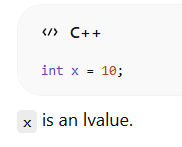 </> C++
int x = 10;
x is an lvalue.